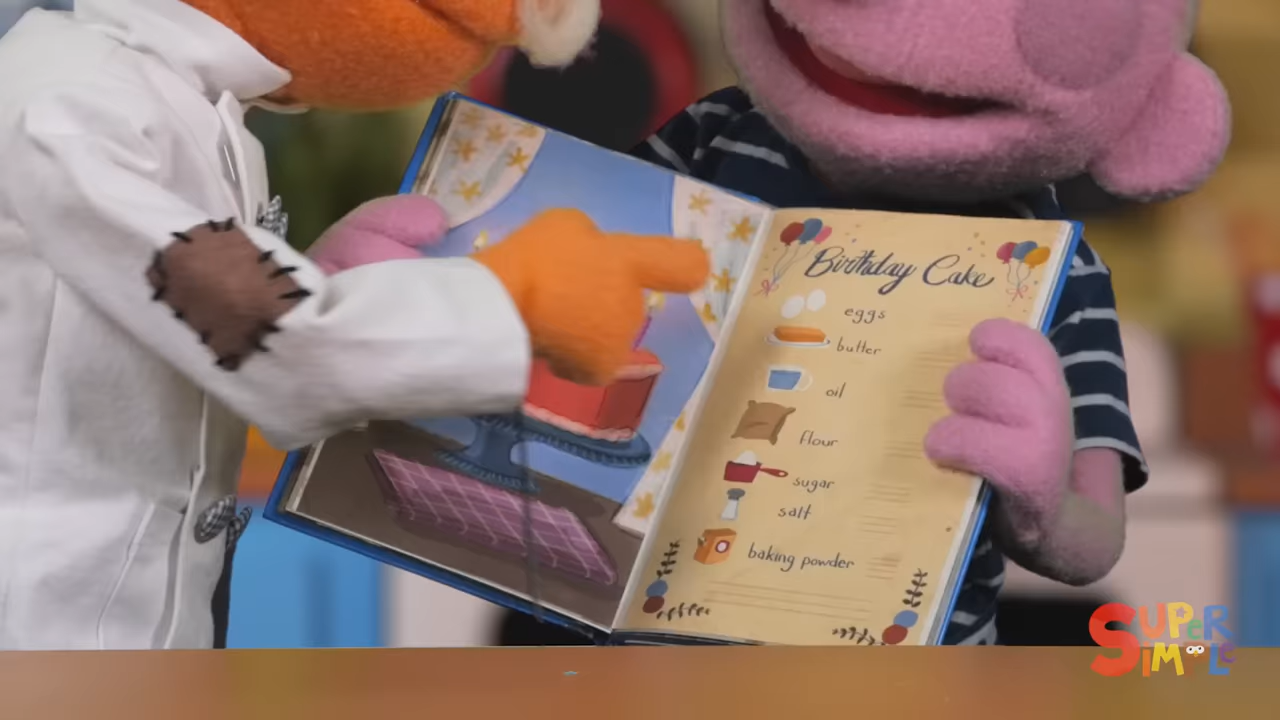 Birthday Cake
eggs
butter
oil
flour
sugar
salt
baking powder
SUPER
SIMPLE